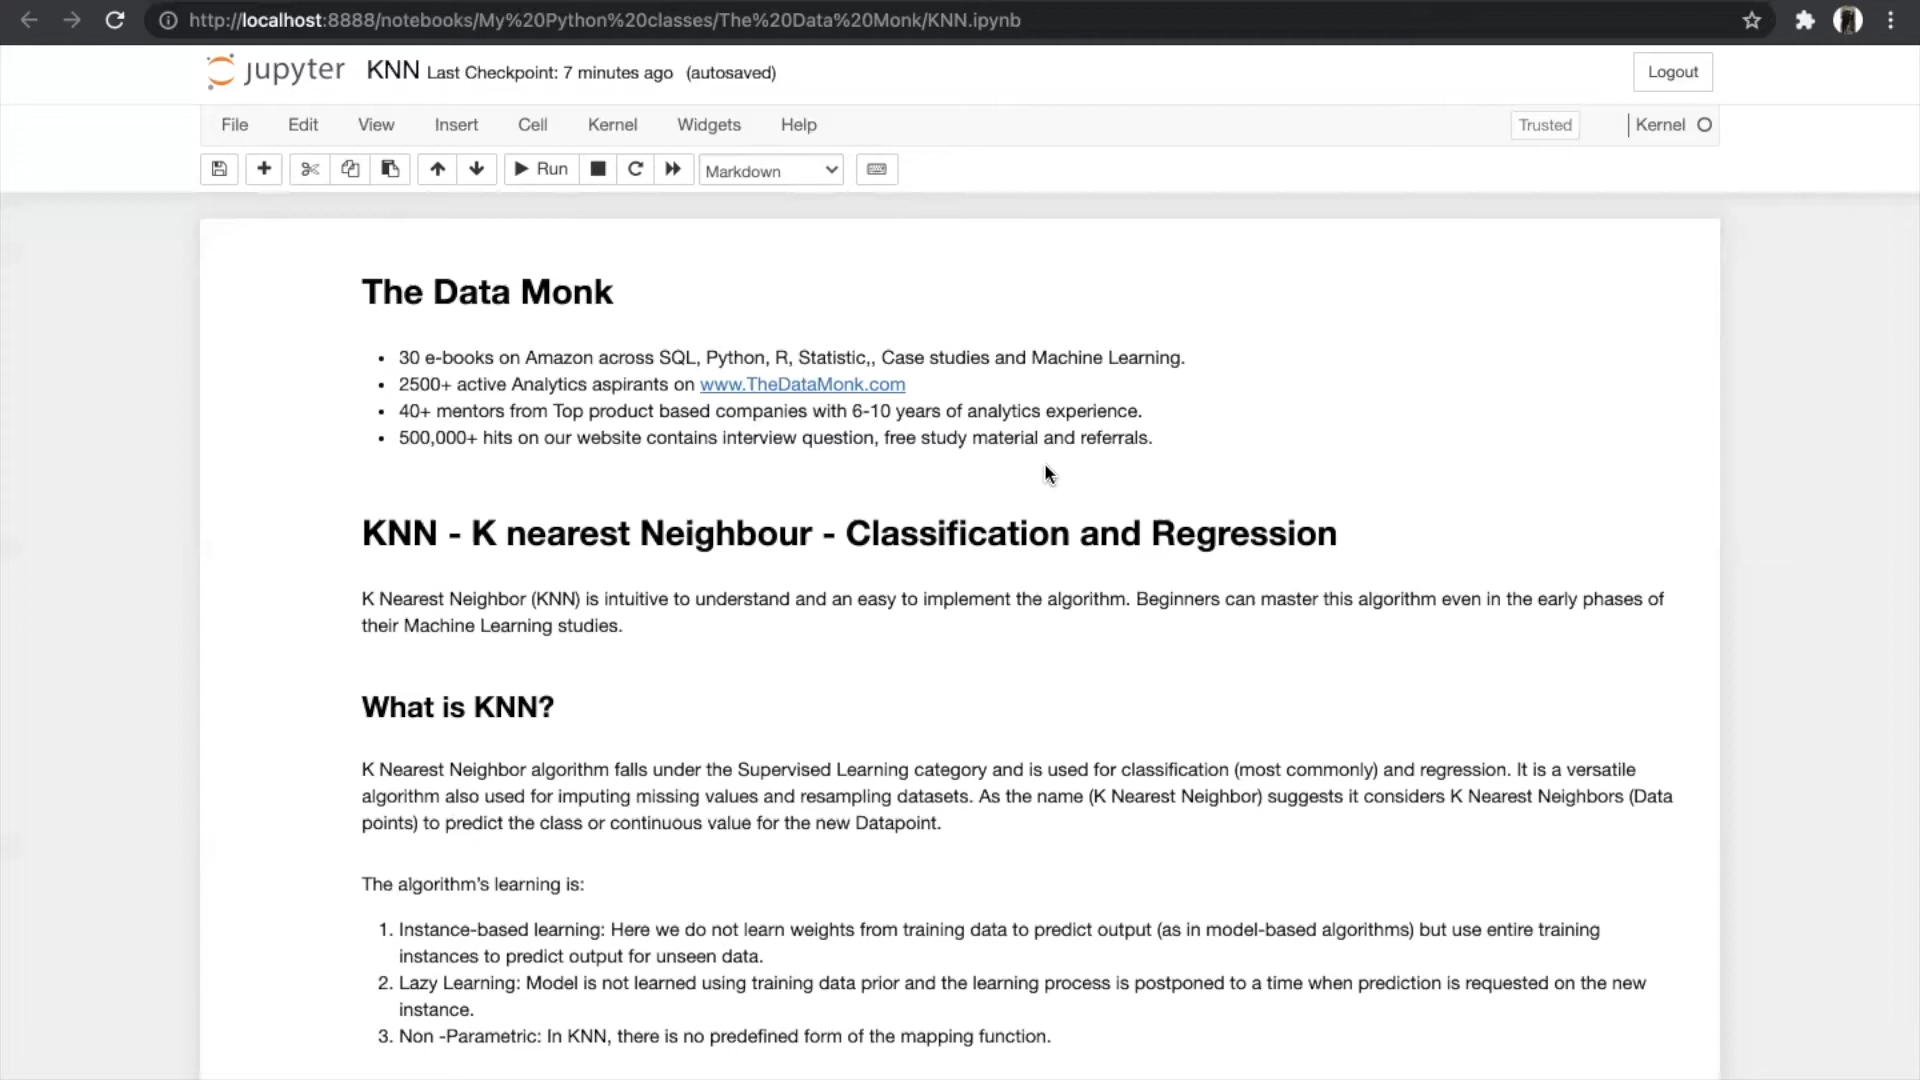 http://localhost:8888/notebooks/My%20Python%20classes/The%20Data%20Monk/KNN.ipynb
jupyter KNN Last Checkpoint: 7 minutes ago (autosaved) Logout
File Edit View Insert Cell Kernel Widgets Help Trusted Kernel
Run Markdown
The Data Monk
• 30 e-books on Amazon across SQL, Python, R, Statistic,, Case studies and Machine Learning.
• 2500+ active Analytics aspirants on www.TheDataMonk.com
• 40+ mentors from Top product based companies with 6-10 years of analytics experience.
• 500,000+ hits on our website contains interview question, free study material and referrals.
KNN - K nearest Neighbour - Classification and Regression
K Nearest Neighbor (KNN) is intuitive to understand and an easy to implement the algorithm. Beginners can master this algorithm even in the early phases of
their Machine Learning studies.
What is KNN?
K Nearest Neighbor algorithm falls under the Supervised Learning category and is used for classification (most commonly) and regression. It is a versatile
algorithm also used for imputing missing values and resampling datasets. As the name (K Nearest Neighbor) suggests it considers K Nearest Neighbors (Data
points) to predict the class or continuous value for the new Datapoint.
The algorithm's learning is:
1. Instance-based learning: Here we do not learn weights from training data to predict output (as in model-based algorithms) but use entire training
instances to predict output for unseen data.
2. Lazy Learning: Model is not learned using training data prior and the learning process is postponed to a time when prediction is requested on the new
instance.
3. Non -Parametric: In KNN, there is no predefined form of the mapping function.